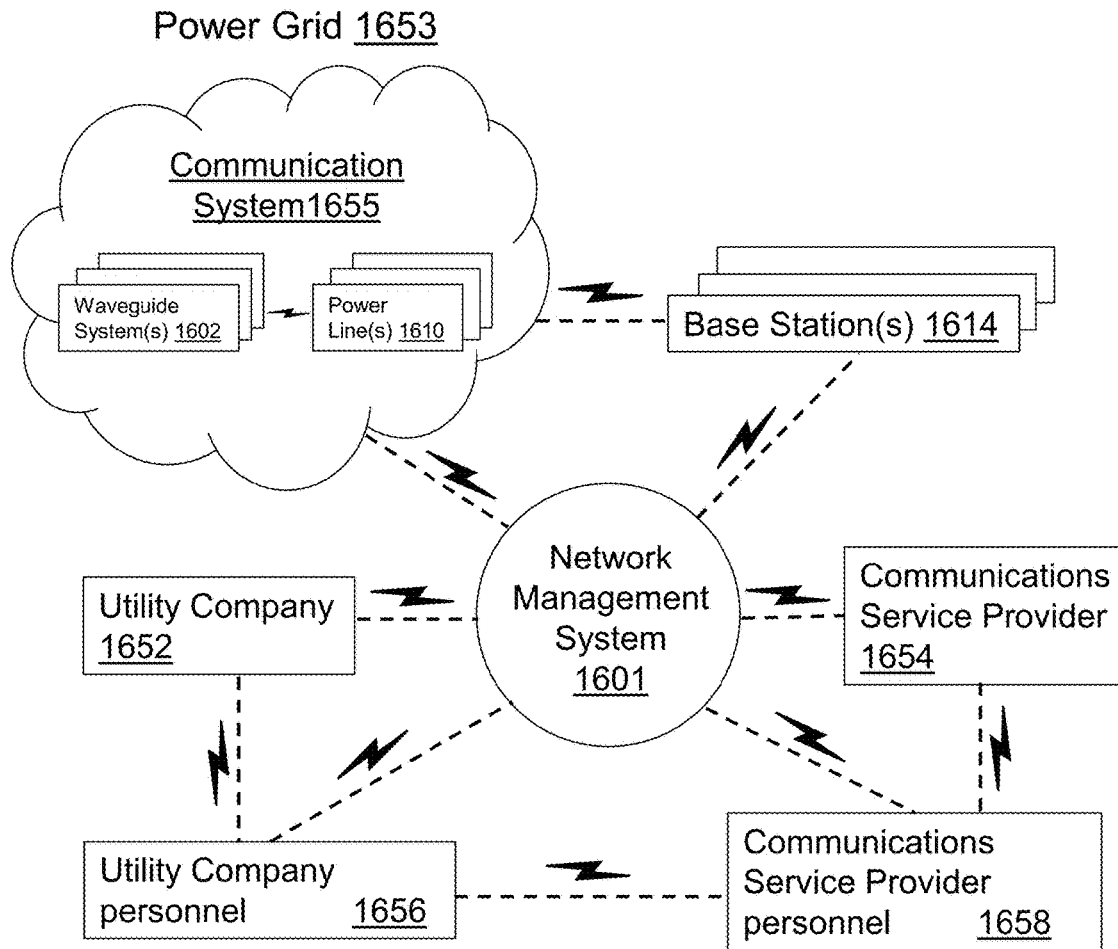 Power Grid 1653
Communication
System1655
Waveguide
System(s) 1602
Power
Line(s) 1610
Base Station(s) 1614
Network
Management
System
1601
Utility Company
1652
Communications
Service Provider
1654
Utility Company
personnel 1656
Communications
Service Provider
personnel 1658